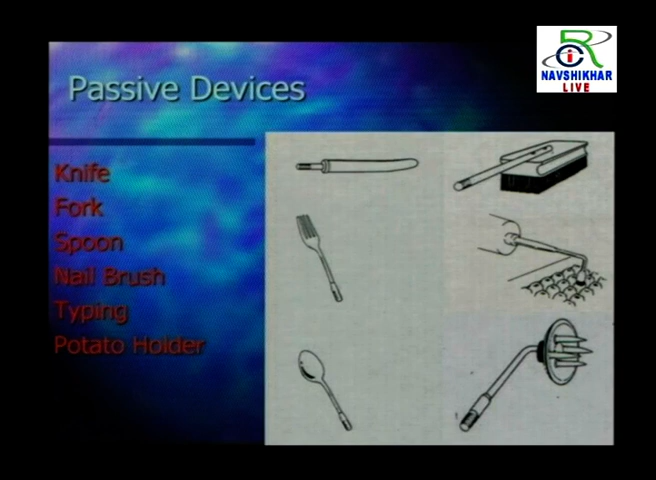 Passive Devices
NAVSHIKHAR
LIVE
Knife
Fork
Spoon
Nail Brush
Typing
Potato Holder